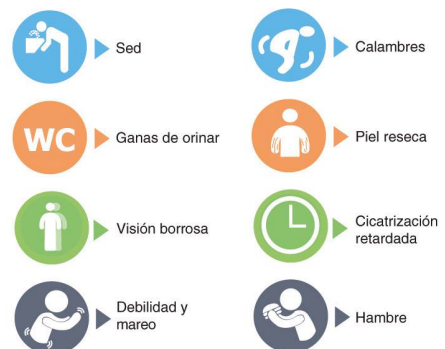 Sed
Calambres
WC
Ganas de orinar
Piel reseca
Visión borrosa
Cicatrización
retardada
Debilidad y
mareo
Hambre